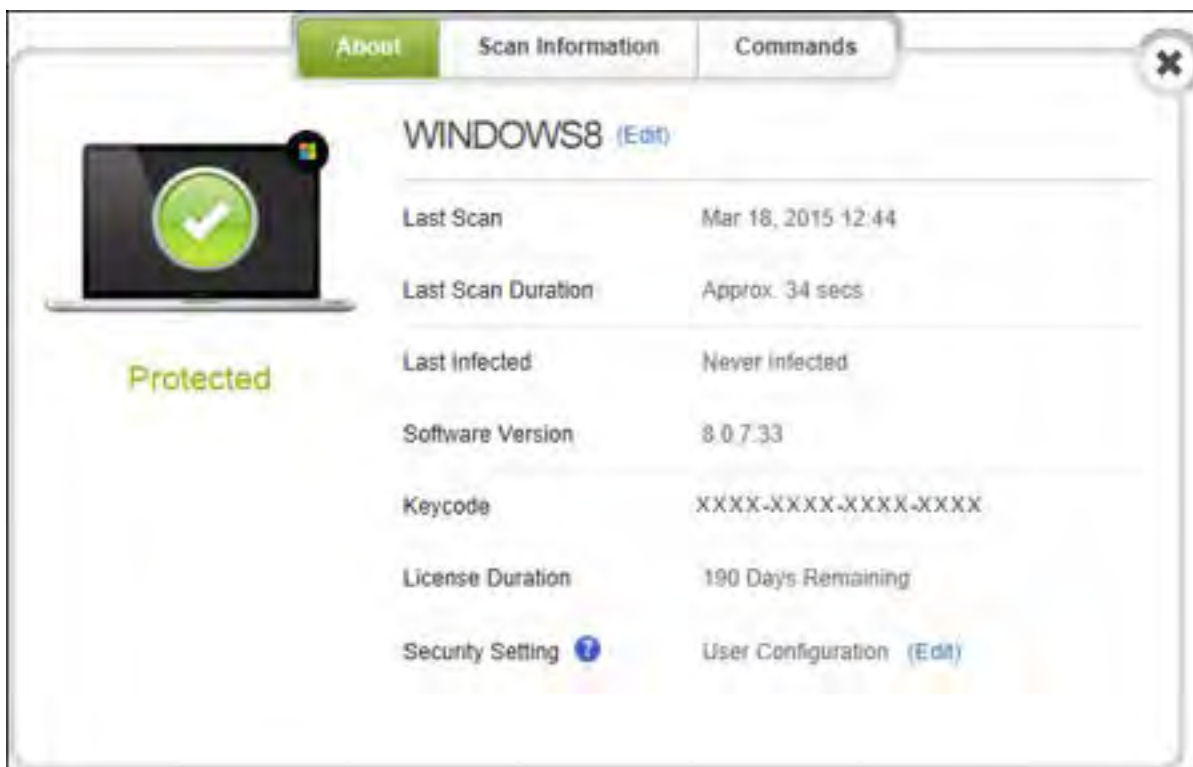 About
Scan Information
Commands
WINDOWS8 (Edit)
Last Scan Mar 18, 2015 12:44
Last Scan Duration Approx. 34 secs
Last Infected Never Infected
Software Version 8.0.7.33
Keycode XXXX-XXXX-XXXX-XXXX
License Duration 190 Days Remaining
Security Setting ? User Configuration (Edit)
Protected